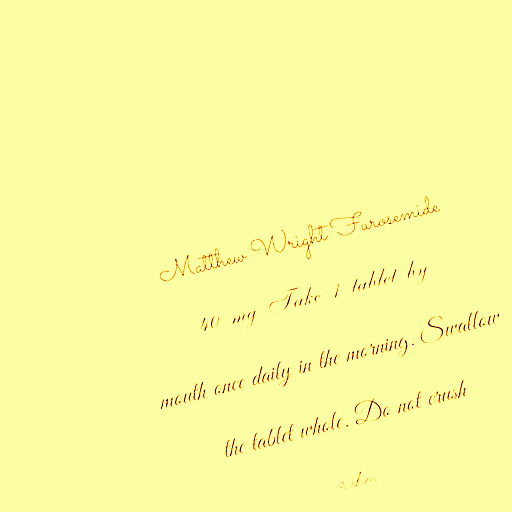 Matthew Wright Furosemide
40 mg Take 1 tablet by
mouth once daily in the morning. Swallow
the tablet whole. Do not crush